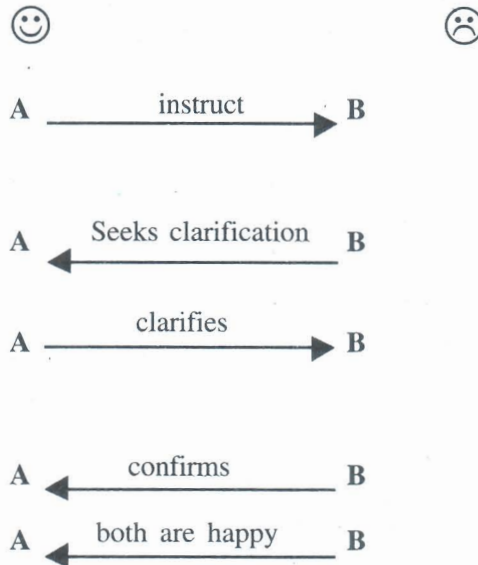 A instruct B
A Seeks clarification B
A clarifies B
A confirms B
A both are happy B